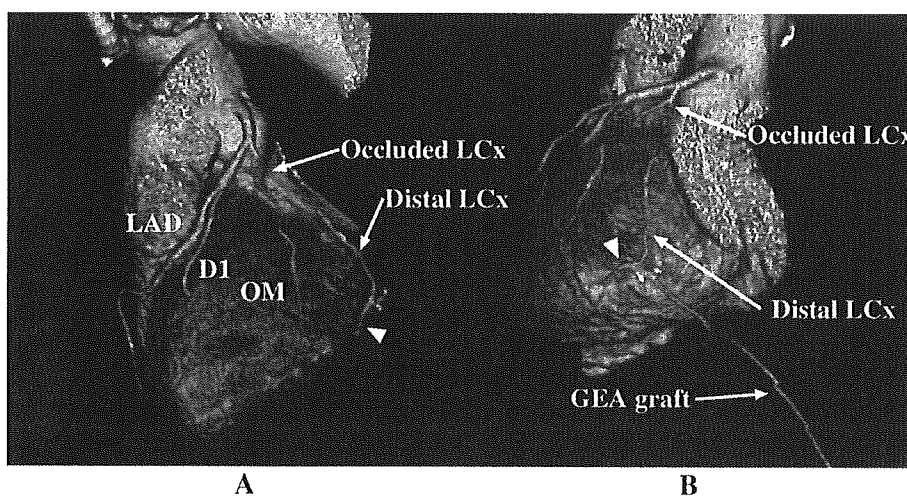 Occluded LCx
Distal LCx
LAD
D1
OM
A
Occluded LCx
Distal LCx
GEA graft
B